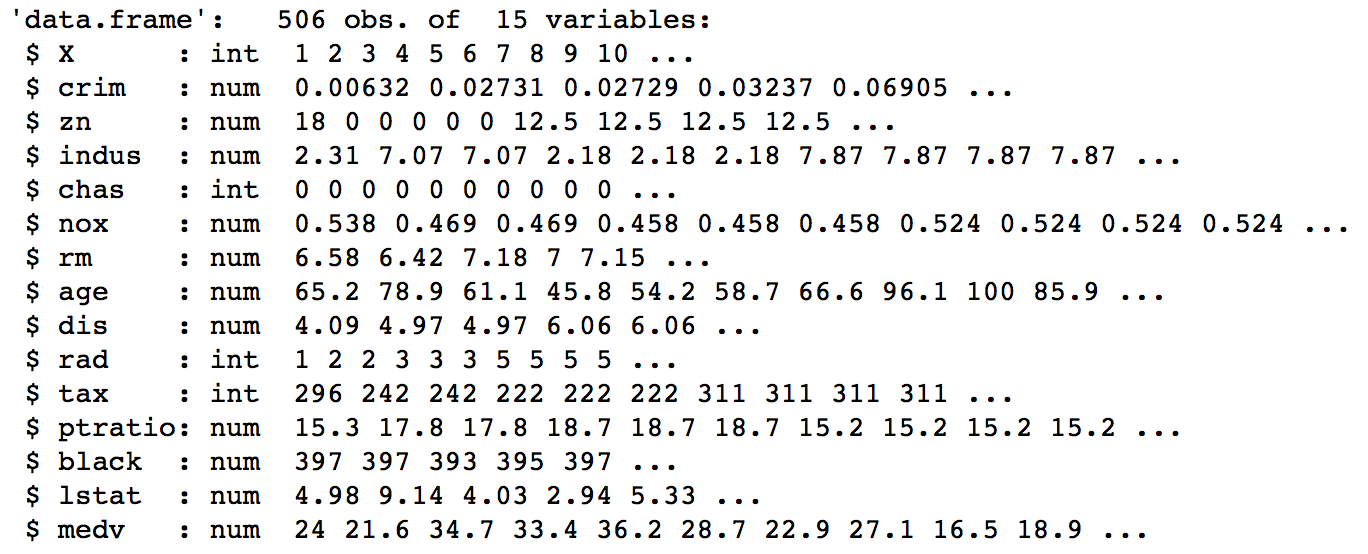 'data.frame':   506 obs. of  15 variables:
 $ X      : int  1 2 3 4 5 6 7 8 9 10 ...
 $ crim   : num  0.00632 0.02731 0.02729 0.03237 0.06905 ...
 $ zn     : num  18 0 0 0 0 0 12.5 12.5 12.5 12.5 ...
 $ indus  : num  2.31 7.07 7.07 2.18 2.18 2.18 7.87 7.87 7.87 7.87 ...
 $ chas   : int  0 0 0 0 0 0 0 0 0 0 ...
 $ nox    : num  0.538 0.469 0.469 0.458 0.458 0.458 0.524 0.524 0.524 0.524 ...
 $ rm     : num  6.58 6.42 7.18 7 7.15 ...
 $ age    : num  65.2 78.9 61.1 45.8 54.2 58.7 66.6 96.1 100 85.9 ...
 $ dis    : num  4.09 4.97 4.97 6.06 6.06 ...
 $ rad    : int  1 2 2 3 3 3 5 5 5 5 ...
 $ tax    : int  296 242 242 222 222 222 311 311 311 311 ...
 $ ptratio: num  15.3 17.8 17.8 18.7 18.7 18.7 15.2 15.2 15.2 15.2 ...
 $ black  : num  397 397 393 395 397 ...
 $ lstat  : num  4.98 9.14 4.03 2.94 5.33 ...
 $ medv   : num  24 21.6 34.7 33.4 36.2 28.7 22.9 27.1 16.5 18.9 ...